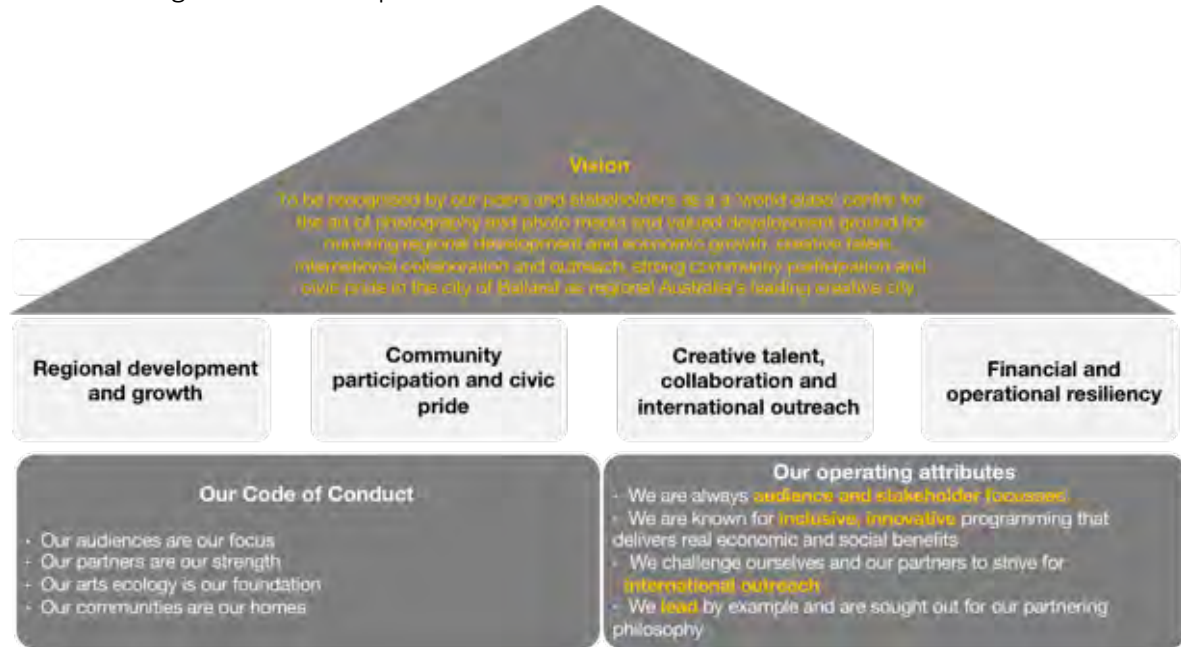 Vision
To be recognised by our peers and stakeholders as a a 'world class' centre for
the art of photography and photo media and valued development ground for
nurturing regional development and economic growth, creative talent,
international collaboration and outreach, strong community participation and
civic pride in the city of Ballarat as regional Australia's leading creative city
Regional development
and growth
Community
participation and civic
pride
Creative talent,
collaboration and
international outreach
Financial and
operational resiliency
Our Code of Conduct
· Our audiences are our focus
· Our partners are our strength
· Our arts ecology is our foundation
· Our communities are our homes
Our operating attributes
· We are always audience and stakeholder focusses.
· We are known for inclusive, innovative programming that
delivers real economic and social benefits
· We challenge ourselves and our partners to strive for
international outreach
· We lead by example and are sought out for our partnering
philosophy